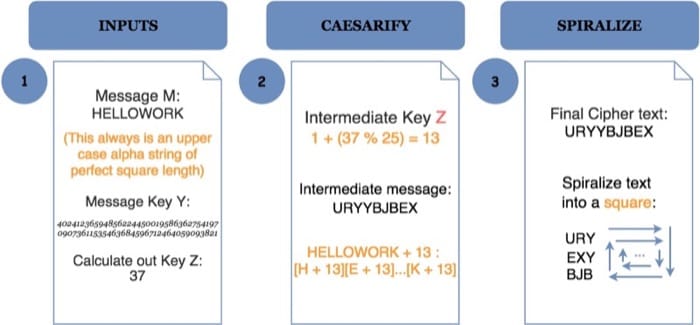 INPUTS
1
Message M:
HELLOWORK
(This always is an upper
case alpha string of
perfect square length)
Message Key Y:
40241236594856224450019586362754197
09073611535463684596712464059093821
Calculate out Key Z:
37
CAESARIFY
2
Intermediate Key Z
1 + (37 % 25) = 13
Intermediate message:
URYYBJBEX
HELLOWORK + 13 :
[H + 13][E + 13]...[K + 13]
SPIRALIZE
3
Final Cipher text:
URYYBJBEX
Spiralize text
into a square:
URY
EXY
BJB
...